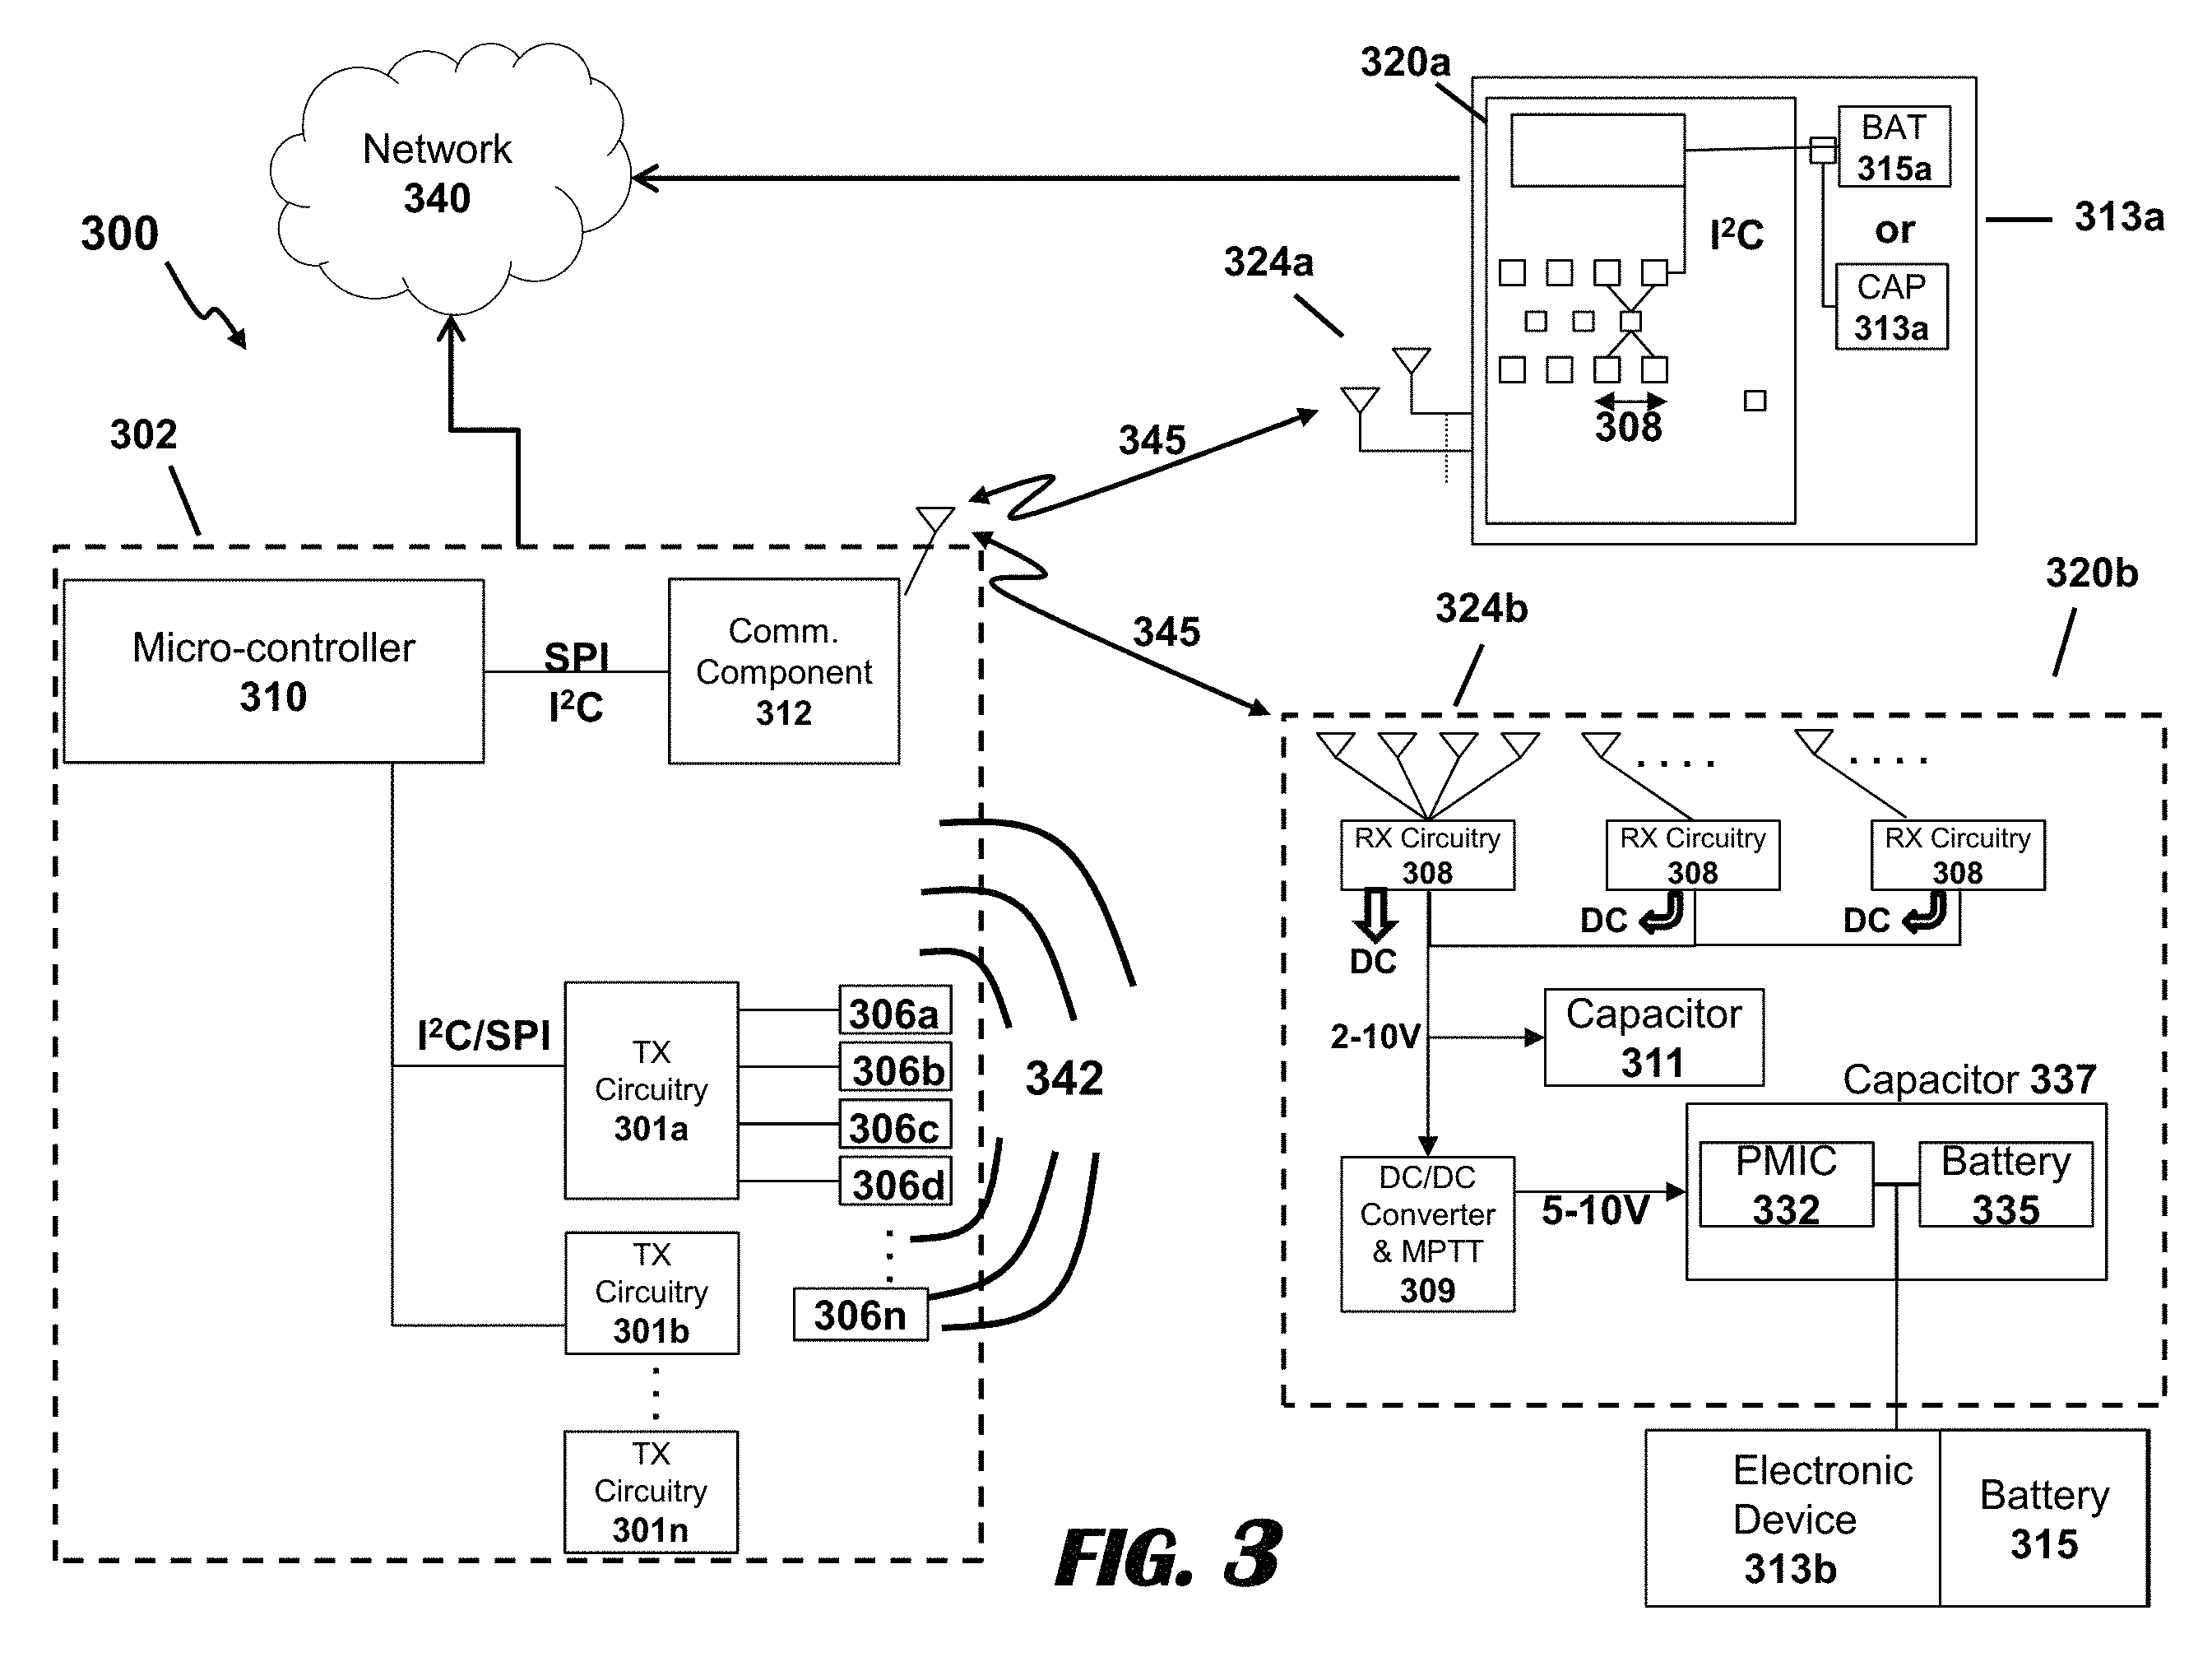 Network
340
300
320a
BAT
315a
or
CAP
313a
313a
I²C
308
324a
345
302
Micro-controller
310
SPI
I²C
Comm.
Component
312
345
324b
320b
RX Circuitry
308
RX Circuitry
308
RX Circuitry
308
DC
DC
DC
2-10V
Capacitor
311
Capacitor 337
PMIC
332
Battery
335
DC/DC
Converter
& MPTT
309
5-10V
I²C/SPI
TX
Circuitry
301a
306a
306b
306c
306d
306n
342
TX
Circuitry
301b
TX
Circuitry
301n
Electronic
Device
313b
Battery
315
FIG. 3